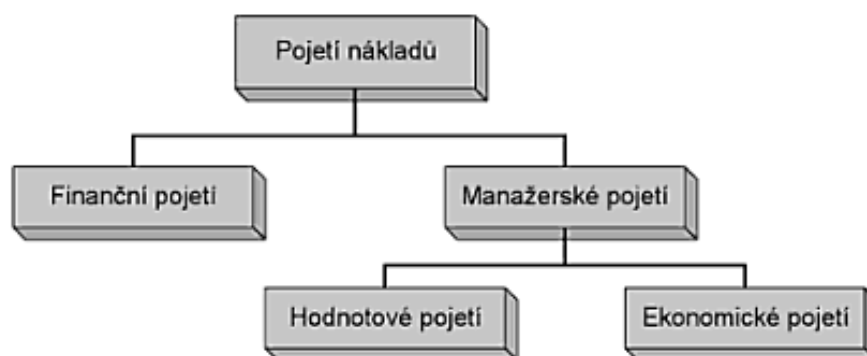 Pojetí nákladů
Finanční pojetí
Manažerské pojetí
Hodnotové pojetí
Ekonomické pojetí